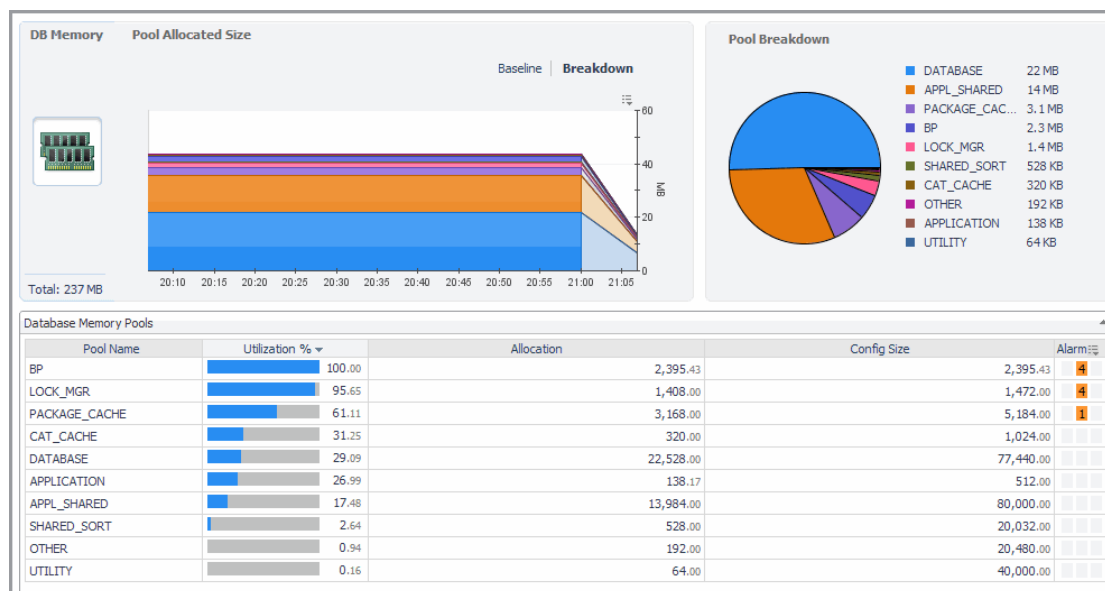 DB Memory
Pool Allocated Size
Baseline | Breakdown
60
40
20
0
MB
20:10 20:15 20:20 20:25 20:30 20:35 20:40 20:45 20:50 20:55 21:00 21:05
Total: 237 MB
Pool Breakdown
DATABASE 22 MB
APPL_SHARED 14 MB
PACKAGE_CAC... 3.1 MB
BP 2.3 MB
LOCK_MGR 1.4 MB
SHARED_SORT 528 KB
CAT_CACHE 320 KB
OTHER 192 KB
APPLICATION 138 KB
UTILITY 64 KB
Database Memory Pools
Pool Name Utilization % Allocation Config Size Alarm
BP 100.00 2,395.43 2,395.43 4
LOCK_MGR 95.65 1,408.00 1,472.00 4
PACKAGE_CACHE 61.11 3,168.00 5,184.00 1
CAT_CACHE 31.25 320.00 1,024.00
DATABASE 29.09 22,528.00 77,440.00
APPLICATION 26.99 138.17 512.00
APPL_SHARED 17.48 13,984.00 80,000.00
SHARED_SORT 2.64 528.00 20,032.00
OTHER 0.94 192.00 20,480.00
UTILITY 0.16 64.00 40,000.00